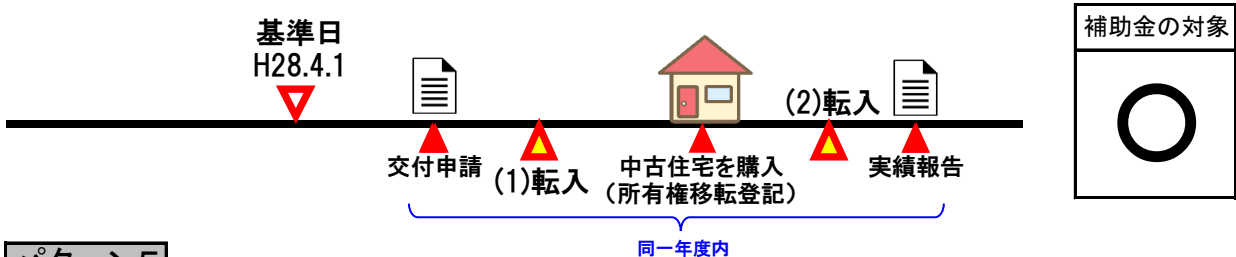 基準日
H28.4.1
補助金の対象
(2)転入
交付申請
(1)転入
中古住宅を購入
（所有権移転登記）
実績報告
同一年度内